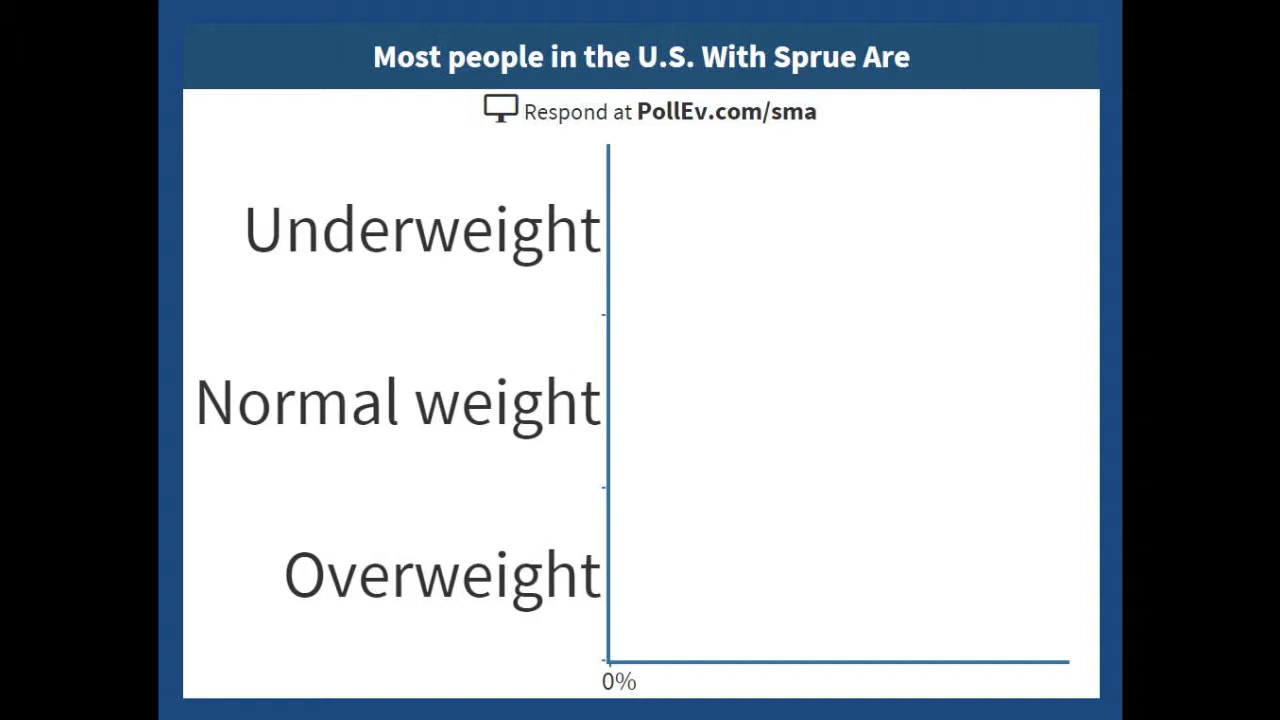 Most people in the U.S. With Sprue Are
Respond at PollEv.com/sma
Underweight
Normal weight
Overweight
0%